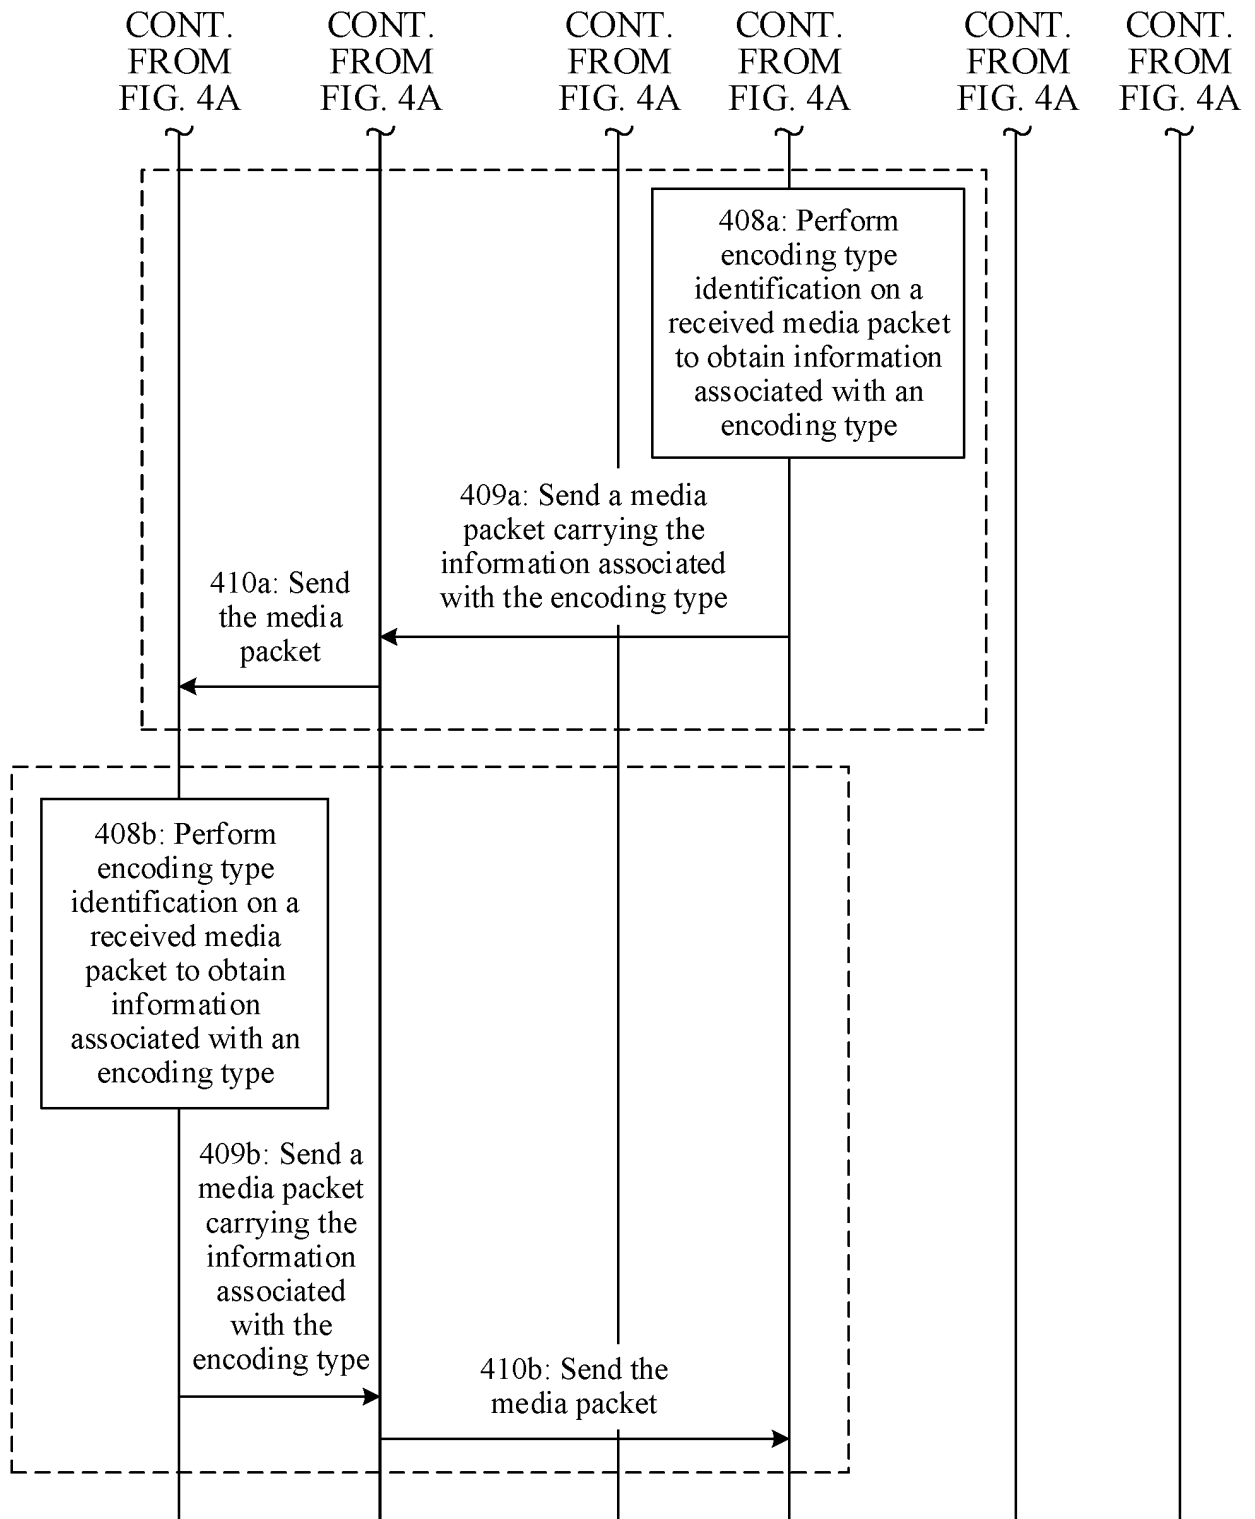 CONT. FROM FIG. 4A
CONT. FROM FIG. 4A
CONT. FROM FIG. 4A
CONT. FROM FIG. 4A
CONT. FROM FIG. 4A
CONT. FROM FIG. 4A
408a: Perform
encoding type
identification on a
received media packet
to obtain information
associated with an
encoding type
409a: Send a media
packet carrying the
information associated
with the encoding type
410a: Send
the media
packet
408b: Perform
encoding type
identification on a
received media
packet to obtain
information
associated with an
encoding type
409b: Send a
media packet
carrying the
information
associated
with the
encoding type
410b: Send the
media packet